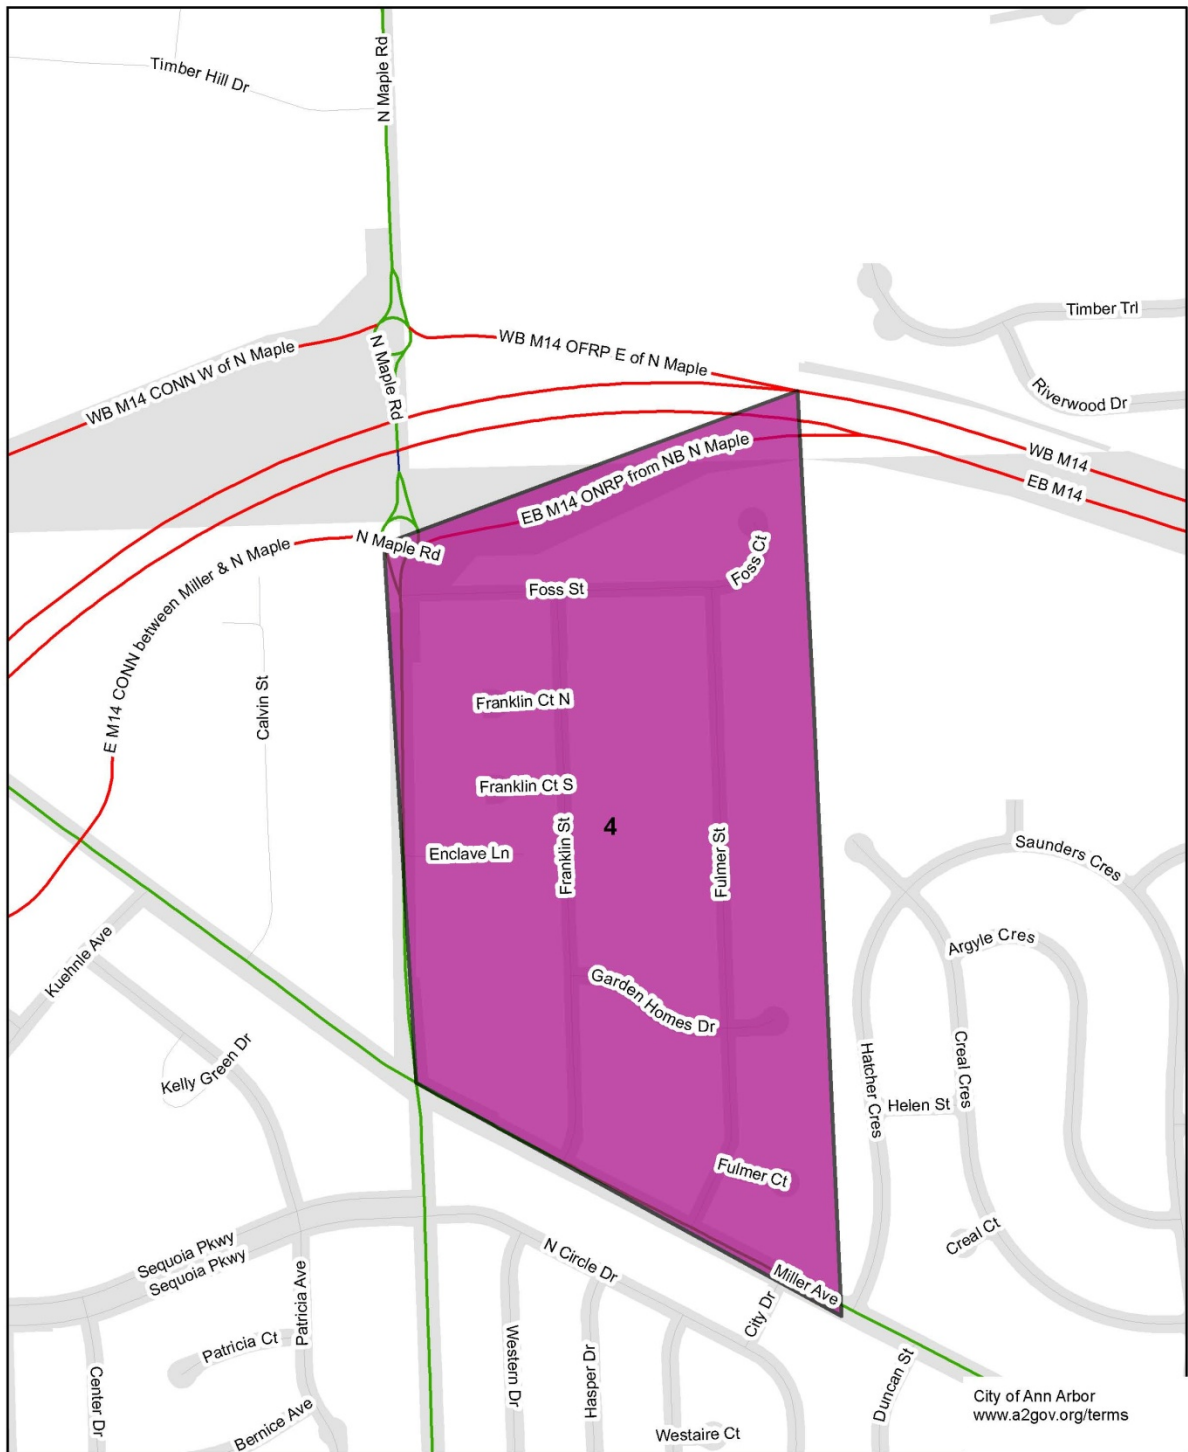 Timber Hill Dr
N Maple Rd
Timber Trl
WB M14 OFRP E of N Maple
WB M14 CONN W of N Maple
N Maple Rd
Riverwood Dr
WB M14
EB M14
EB M14 ONRP from NB N Maple
N Maple Rd
E M14 CONN between Miller & N Maple
Foss Ct
Foss St
Calvin St
Franklin Ct N
Franklin Ct S
4
Franklin St
Fulmer St
Enclave Ln
Saunders Cres
Argyle Cres
Kuehnle Ave
Garden Homes Dr
Kelly Green Dr
Hatcher Cres
Creal Cres
Helen St
Fulmer Ct
Creal Ct
Sequoia Pkwy
Sequoia Pkwy
N Circle Dr
Miller Ave
City Dr
Patricia Ave
Patricia Ct
Center Dr
Western Dr
Hasper Dr
Duncan St
Bernice Ave
Westaire Ct
City of Ann Arbor
www.a2gov.org/terms